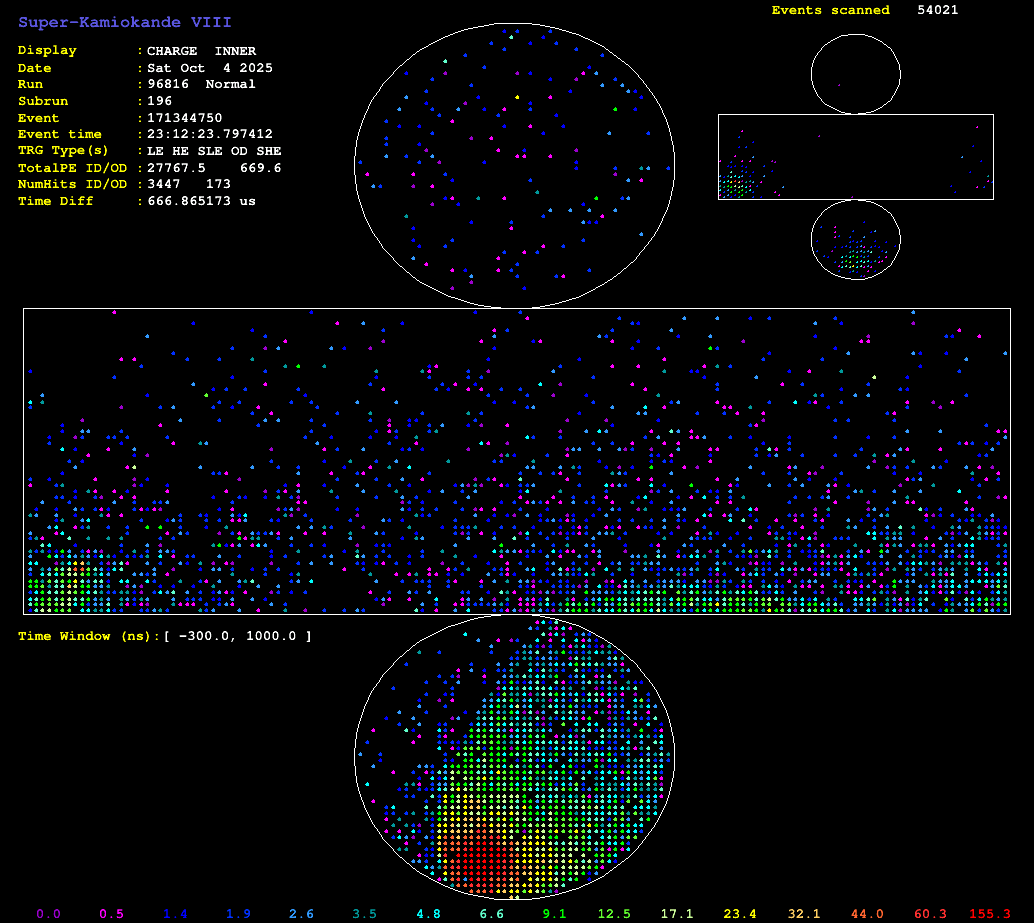 Super-Kamiokande VIII
Events scanned 54021
Display : CHARGE INNER
Date : Sat Oct 4 2025
Run : 96816 Normal
Subrun : 196
Event : 171344750
Event time : 23:12:23.797412
TRG Type(s) : LE HE SLE OD SHE
TotalPE ID/OD : 27767.5 669.6
NumHits ID/OD : 3447 173
Time Diff : 666.865173 us
Time Window (ns):[ -300.0, 1000.0 ]
0.0 0.5 1.4 1.9 2.6 3.5 4.8 6.6 9.1 12.5 17.1 23.4 32.1 44.0 60.3 155.3